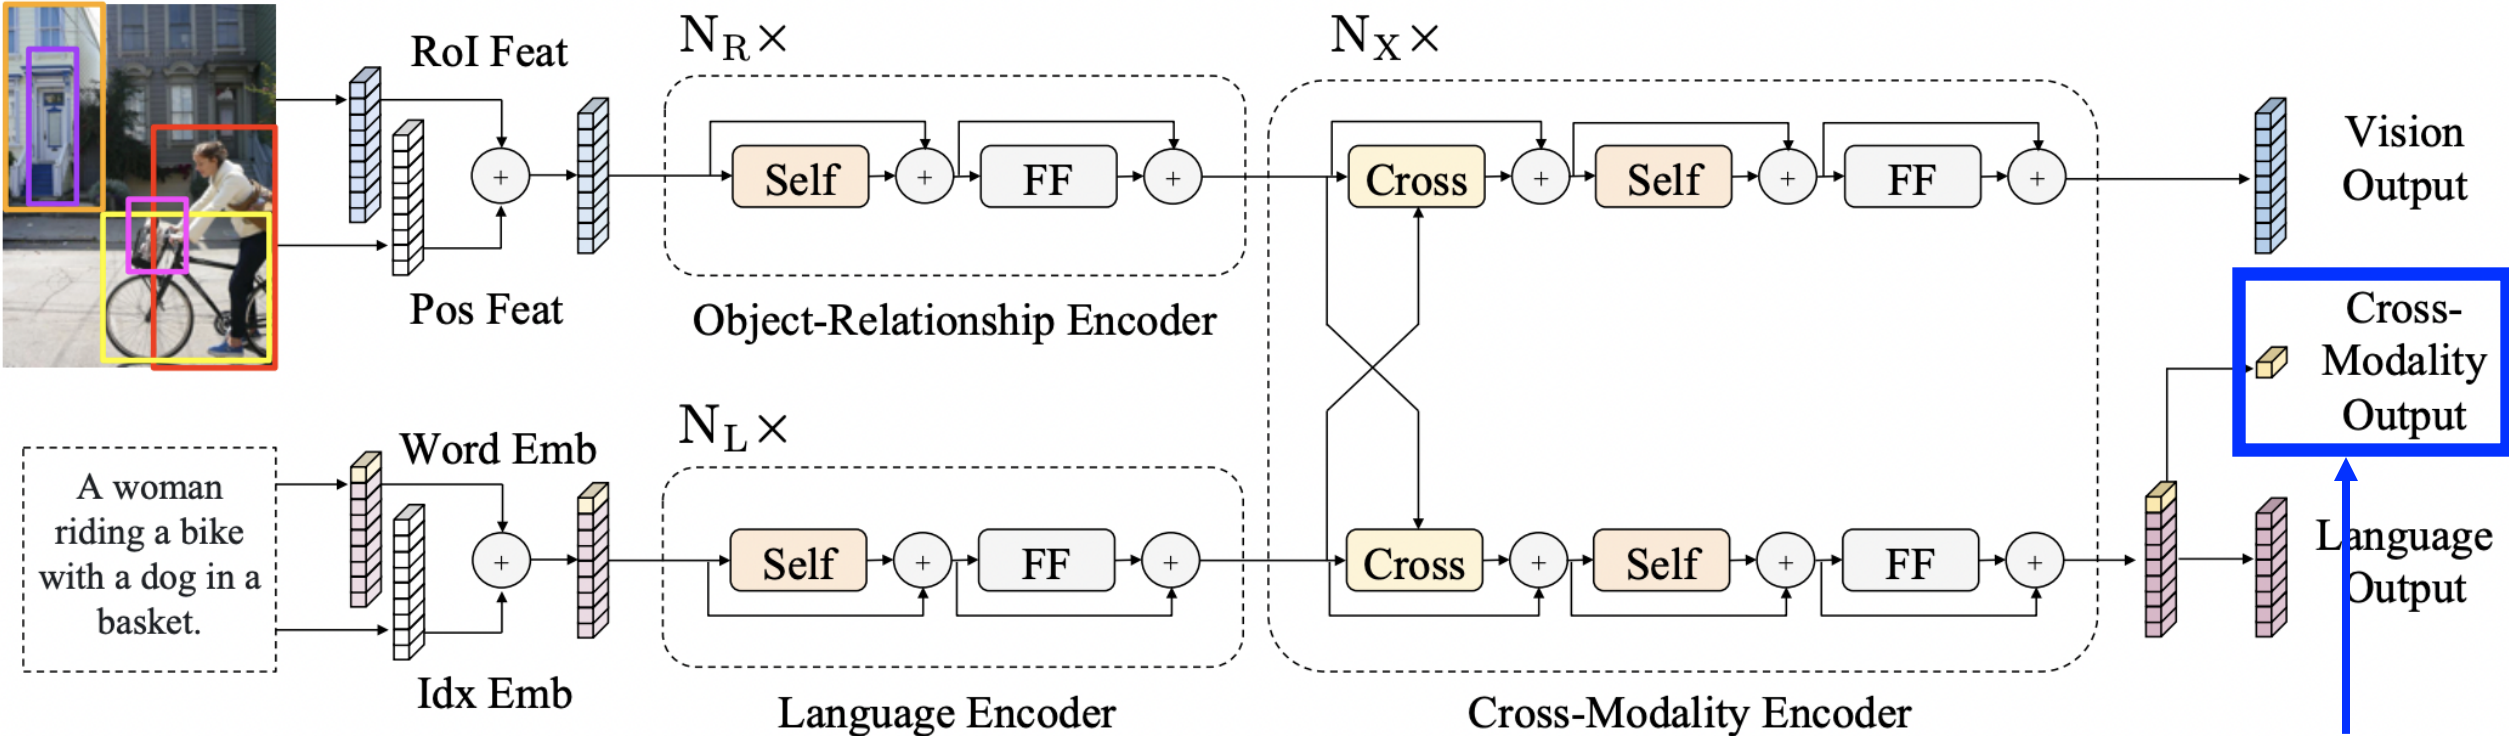 RoI Feat
Pos Feat
N_R×
Self
+
FF
+
+
Object-Relationship Encoder
N_X×
Cross
+
Self
+
FF
+
Vision
Output
Cross-
Modality
Output
A woman
riding a bike
with a dog in a
basket.
Word Emb
Idx Emb
+
N_L×
Self
+
FF
+
Language Encoder
Cross
+
Self
+
FF
+
Cross-Modality Encoder
Language
Output